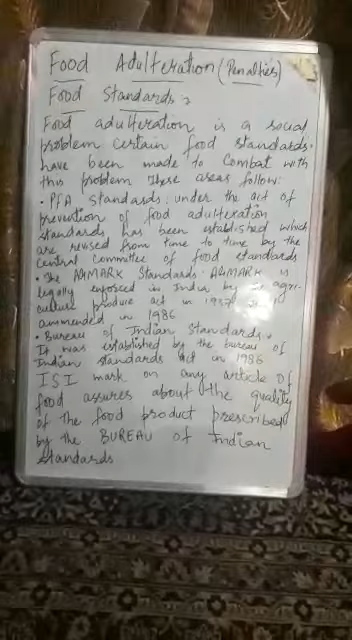 Food Adulteration (Penalties)
Food Standards :
Food adulteration is a social
problem certain food standards.
have been made to combat with
this problem These areas follow:
• PFA Standards: under the act of
prevention of food adulteration
standards has been established which
are revised from time to time by the
central committee of food standards
• The AGMARK Standards: AGMARK is
legally enforced in India by agri-
culture produce act in 1937
ammended in 1986
• Bureau of Indian Standards.
It was established by the bureau of
Indian standards act in 1986
ISI mark on any article of
food assures about the quality
of the food product prescribed
by the BUREAU of Indian
standards